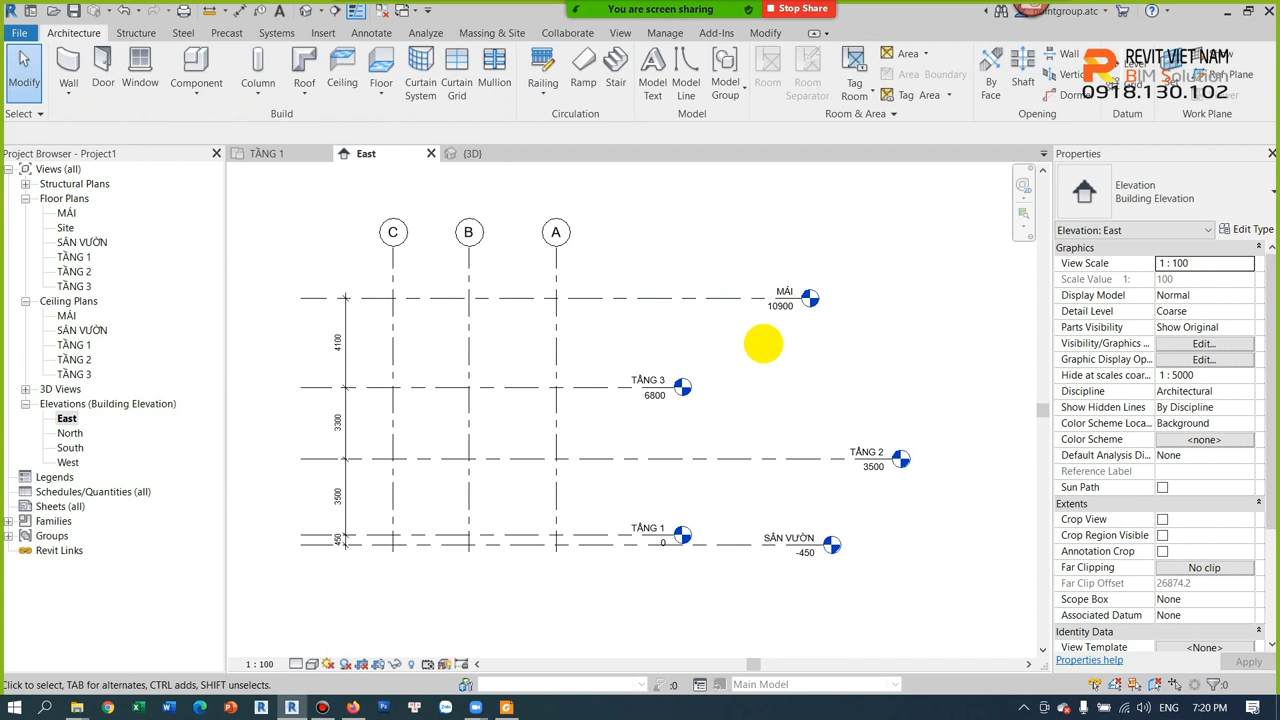 You are screen sharing
Stop Share
untgroup.atc
File
Architecture
Structure
Steel
Precast
Systems
Insert
Annotate
Analyze
Massing & Site
Collaborate
View
Manage
Add-Ins
Modify
Modify
Wall
Door
Window
Component
Column
Roof
Ceiling
Floor
Curtain
System
Curtain
Grid
Mullion
Railing
Ramp
Stair
Model
Text
Model
Line
Model
Group
Room
Room
Separator
Tag
Room
Area
Area Boundary
Tag Area
By
Face
Shaft
Wall
REVIT VIET NAM
BIM Solution
0918.130.102
Select
Build
Circulation
Model
Room & Area
Opening
Datum
Work Plane
Project Browser - Project1
Views (all)
Structural Plans
Floor Plans
MÁI
Site
SÂN VƯỜN
TẦNG 1
TẦNG 2
TẦNG 3
Ceiling Plans
MÁI
SÂN VƯỜN
TẦNG 1
TẦNG 2
TẦNG 3
3D Views
Elevations (Building Elevation)
East
North
South
West
Legends
Schedules/Quantities (all)
Sheets (all)
Families
Groups
Revit Links
TẦNG 1
East
(3D)
C
B
A
MÁI
10900
4100
TẦNG 3
6800
3300
TẦNG 2
3500
3500
TẦNG 1
0
SÂN VƯỜN
-450
450
1 : 100
Properties
Elevation
Building Elevation
Elevation: East
Edit Type
Graphics
View Scale
1 : 100
Scale Value 1:
100
Display Model
Normal
Detail Level
Coarse
Parts Visibility
Show Original
Visibility/Graphics ...
Edit...
Graphic Display Op...
Edit...
Hide at scales coar...
1 : 5000
Discipline
Architectural
Show Hidden Lines
By Discipline
Color Scheme Loca...
Background
Color Scheme
<none>
Default Analysis Di...
None
Reference Label
Sun Path
Extents
Crop View
Crop Region Visible
Annotation Crop
Far Clipping
No clip
Far Clip Offset
26874.2
Scope Box
None
Associated Datum
None
Identity Data
View Template
<None>
Properties help
Apply
Click to select, TAB for alternates, CTRL adds, SHIFT unselects.
:0
Main Model
:0
ENG
7:20 PM